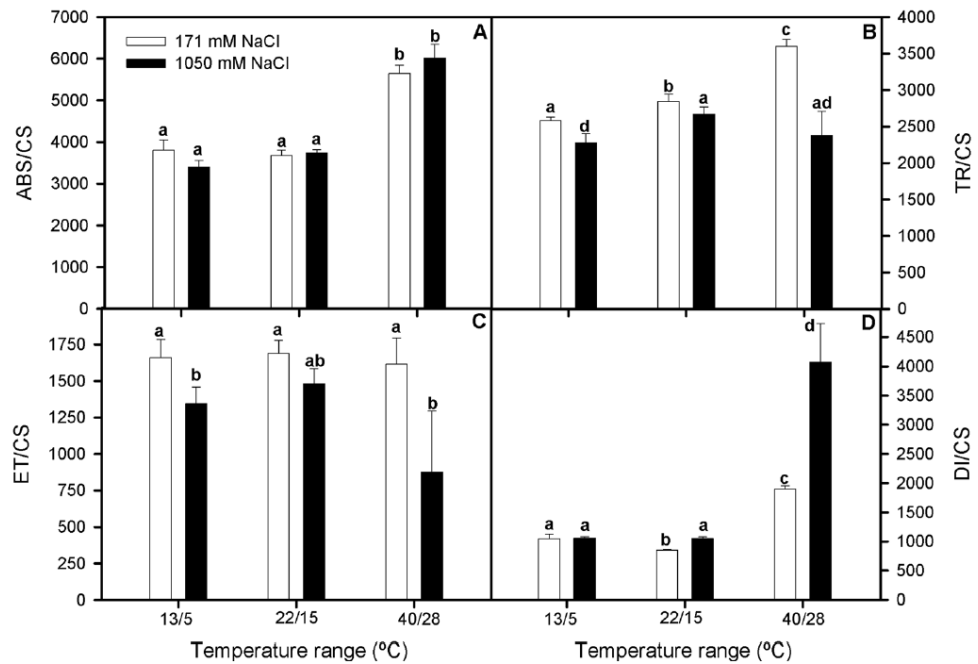 7000
6000
5000
4000
3000
2000
1000
0
ABS/CS
171 mM NaCl
1050 mM NaCl
A
a
a
a
a
b
b
B
a
d
b
a
c
ad
4000
3500
3000
2500
2000
1500
1000
500
0
TR/CS
1750
1500
1250
1000
750
500
250
0
ET/CS
C
a
b
a
ab
a
b
13/5
22/15
40/28
Temperature range (ºC)
D
a
a
b
a
c
d
4500
4000
3500
3000
2500
2000
1500
1000
500
0
DI/CS
13/5
22/15
40/28
Temperature range (ºC)